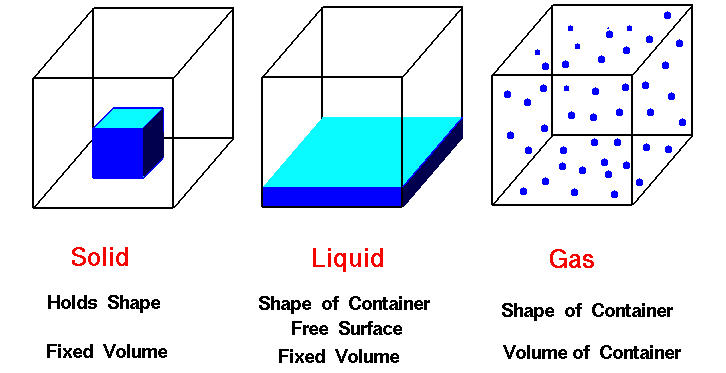 Solid
Liquid
Gas
Holds Shape
Shape of Container
Free Surface
Shape of Container
Fixed Volume
Fixed Volume
Volume of Container